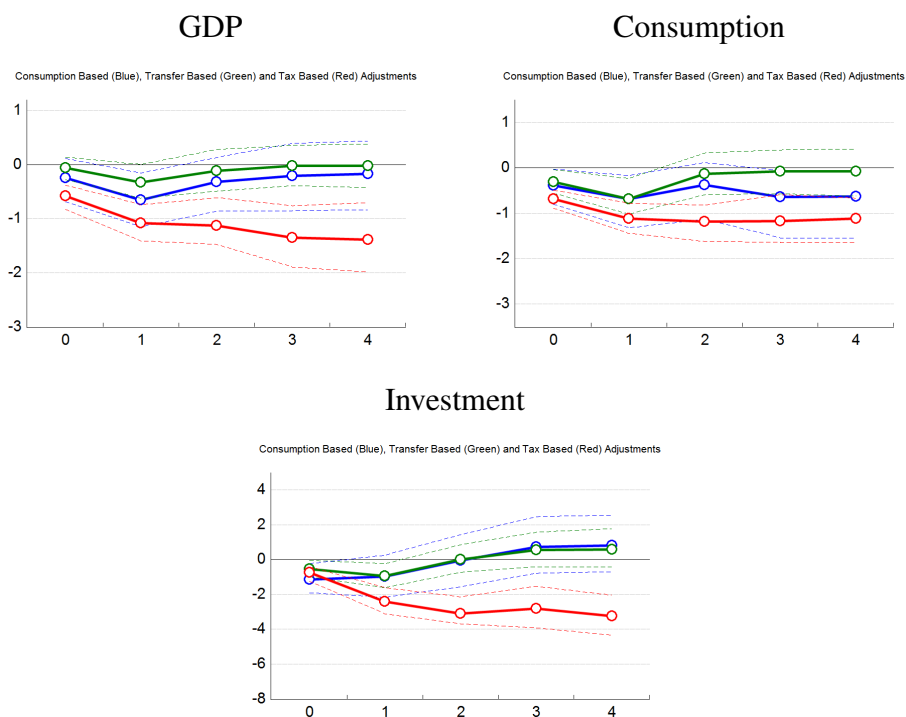 GDP
Consumption Based (Blue), Transfer Based (Green) and Tax Based (Red) Adjustments
1
0
-1
-2
-3
0 1 2 3 4
Consumption
Consumption Based (Blue), Transfer Based (Green) and Tax Based (Red) Adjustments
1
0
-1
-2
-3
0 1 2 3 4
Investment
Consumption Based (Blue), Transfer Based (Green) and Tax Based (Red) Adjustments
4
2
0
-2
-4
-6
-8
0 1 2 3 4